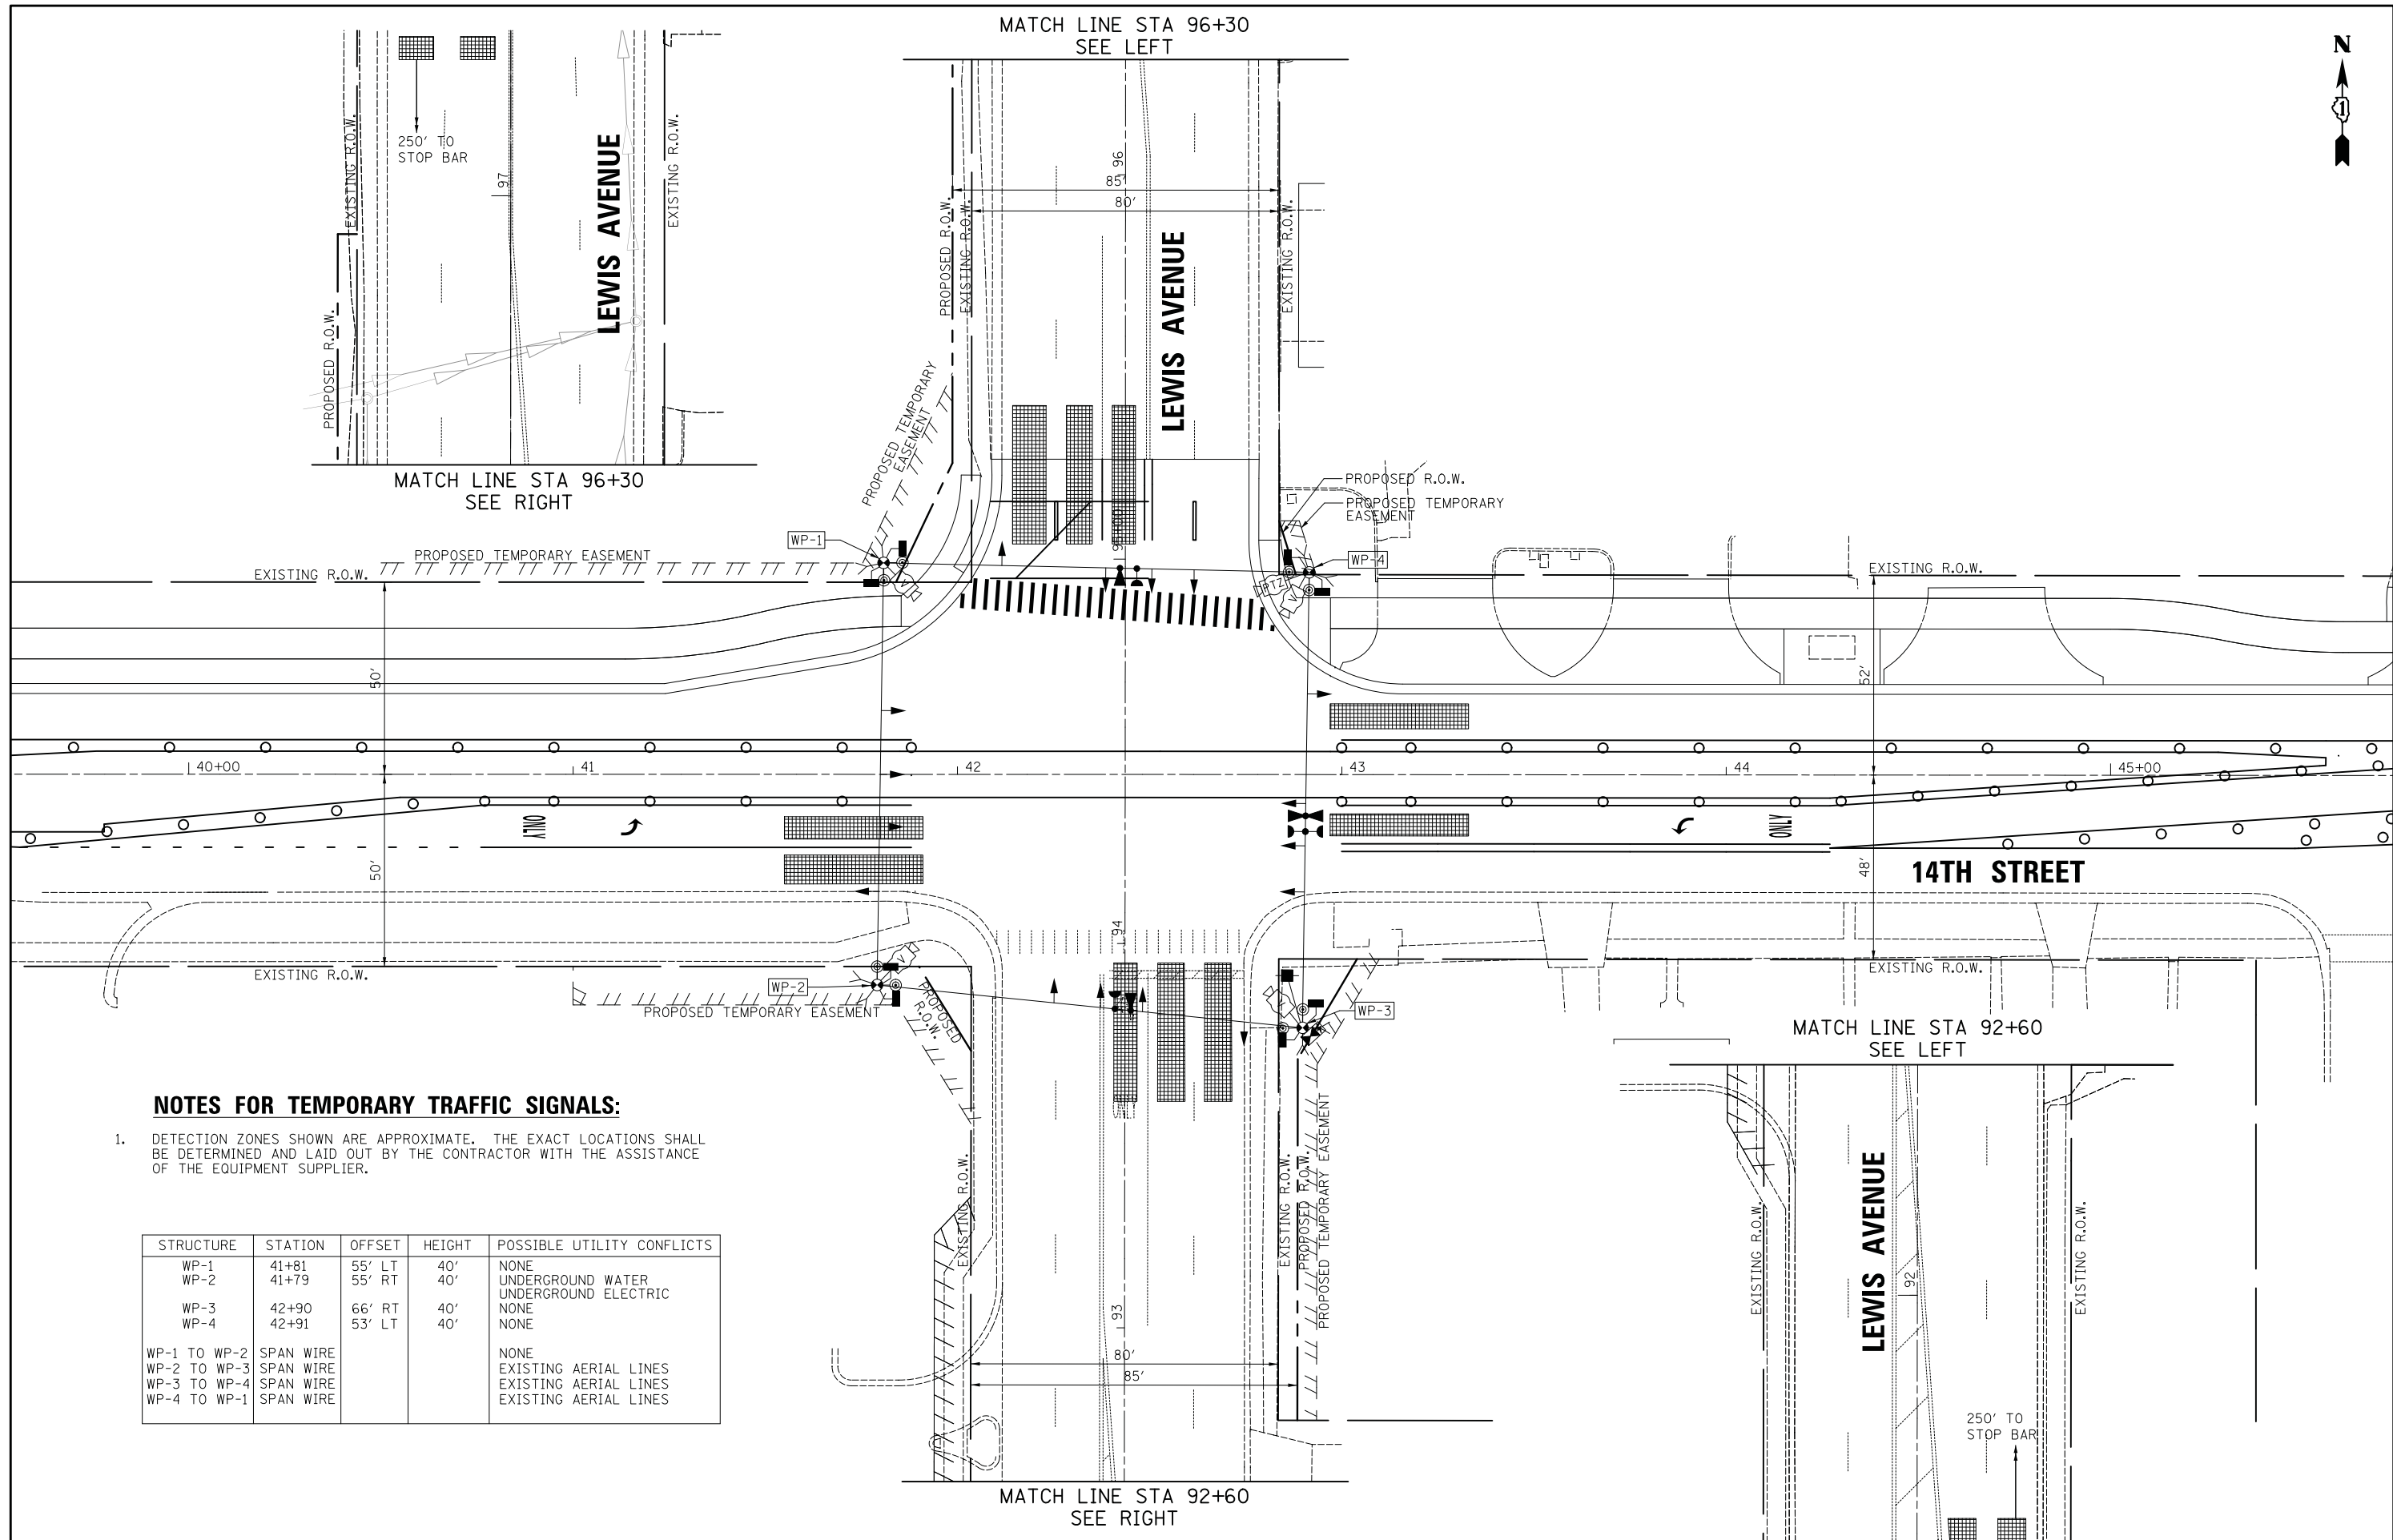 MATCH LINE STA 96+30
SEE LEFT
N
1
250' TO
STOP BAR
EXISTING R.O.W.
PROPOSED R.O.W.
97
LEWIS AVENUE
EXISTING R.O.W.
MATCH LINE STA 96+30
SEE RIGHT
96
85'
80'
PROPOSED R.O.W.
EXISTING R.O.W.
LEWIS AVENUE
EXISTING R.O.W.
PROPOSED TEMPORARY
EASEMENT
PROPOSED R.O.W.
PROPOSED TEMPORARY
EASEMENT
WP-1
WP-4
95+00
PTZ
V
V
PROPOSED TEMPORARY EASEMENT
EXISTING R.O.W.
EXISTING R.O.W.
50'
52'
40+00
41
42
43
44
45+00
ONLY
ONLY
50'
48'
14TH STREET
94
EXISTING R.O.W.
EXISTING R.O.W.
WP-2
V
V
WP-3
PROPOSED TEMPORARY EASEMENT
PROPOSED
R.O.W.
MATCH LINE STA 92+60
SEE LEFT
NOTES FOR TEMPORARY TRAFFIC SIGNALS:
1. DETECTION ZONES SHOWN ARE APPROXIMATE. THE EXACT LOCATIONS SHALL
BE DETERMINED AND LAID OUT BY THE CONTRACTOR WITH THE ASSISTANCE
OF THE EQUIPMENT SUPPLIER.
EXISTING R.O.W.
EXISTING R.O.W.
PROPOSED R.O.W.
PROPOSED TEMPORARY EASEMENT
93
80'
85'
STRUCTURE STATION OFFSET HEIGHT POSSIBLE UTILITY CONFLICTS
WP-1 41+81 55' LT 40' NONE
WP-2 41+79 55' RT 40' UNDERGROUND WATER
UNDERGROUND ELECTRIC
WP-3 42+90 66' RT 40' NONE
WP-4 42+91 53' LT 40' NONE
WP-1 TO WP-2 SPAN WIRE NONE
WP-2 TO WP-3 SPAN WIRE EXISTING AERIAL LINES
WP-3 TO WP-4 SPAN WIRE EXISTING AERIAL LINES
WP-4 TO WP-1 SPAN WIRE EXISTING AERIAL LINES
EXISTING R.O.W.
LEWIS AVENUE
92
EXISTING R.O.W.
250' TO
STOP BAR
MATCH LINE STA 92+60
SEE RIGHT